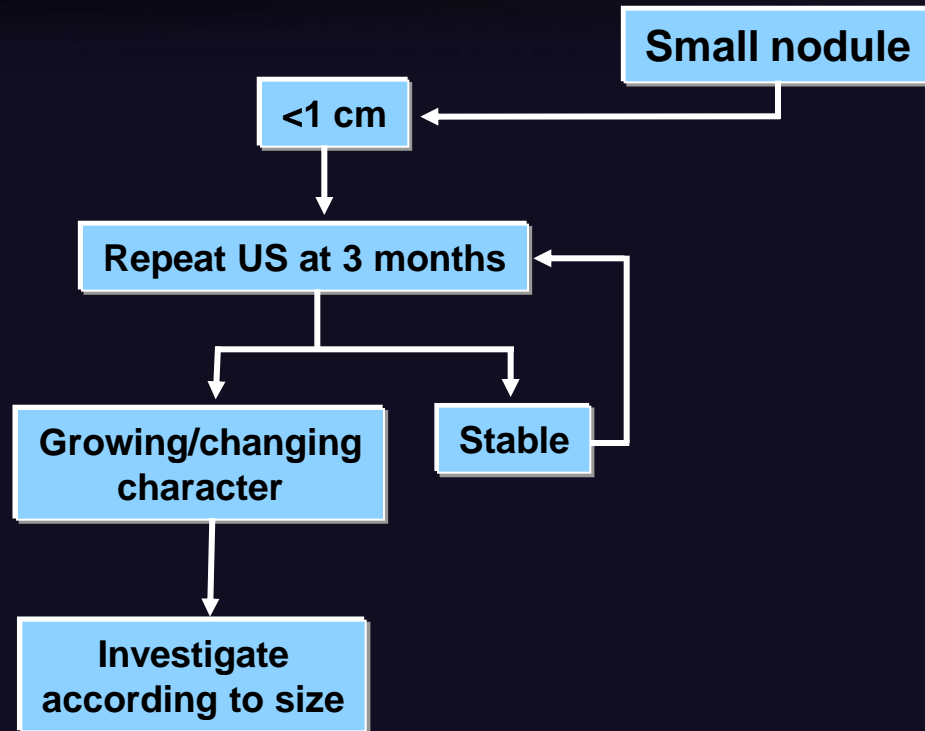 Small nodule
<1 cm
Repeat US at 3 months
Growing/changing
character
Stable
Investigate
according to size